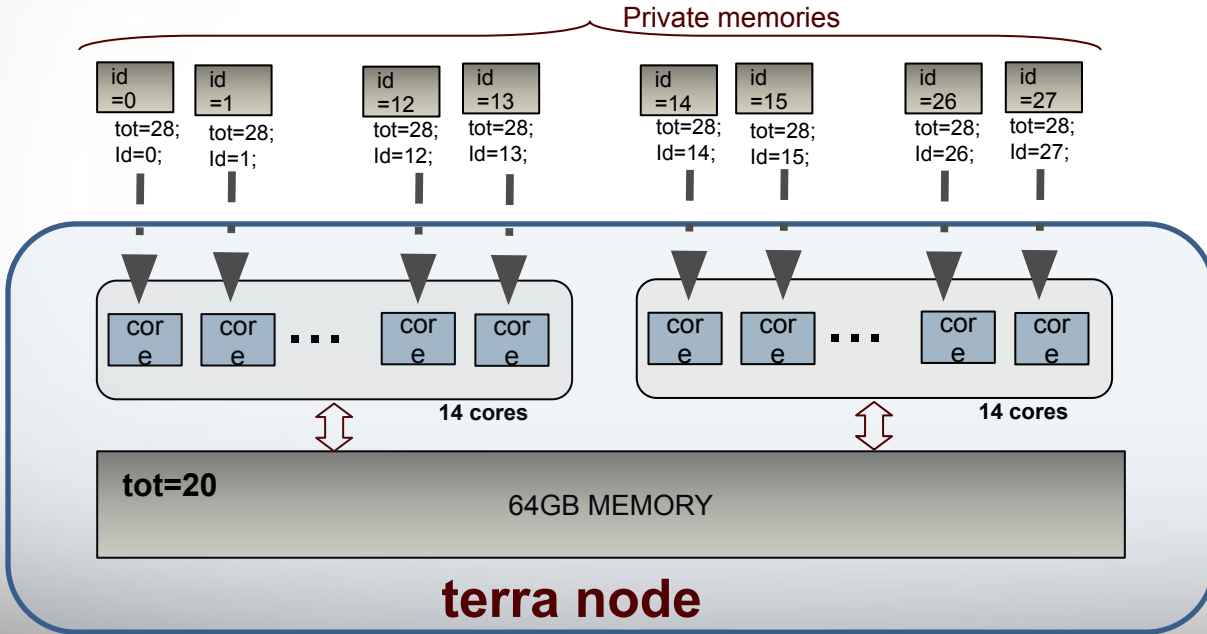 Private memories
id
=0
id
=1
id
=12
id
=13
id
=14
id
=15
id
=26
id
=27
tot=28;
Id=0;
tot=28;
Id=1;
tot=28;
Id=12;
tot=28;
Id=13;
tot=28;
Id=14;
tot=28;
Id=15;
tot=28;
Id=26;
tot=28;
Id=27;
cor
e
cor
e
...
cor
e
cor
e
cor
e
cor
e
...
cor
e
cor
e
14 cores
14 cores
tot=20
64GB MEMORY
terra node